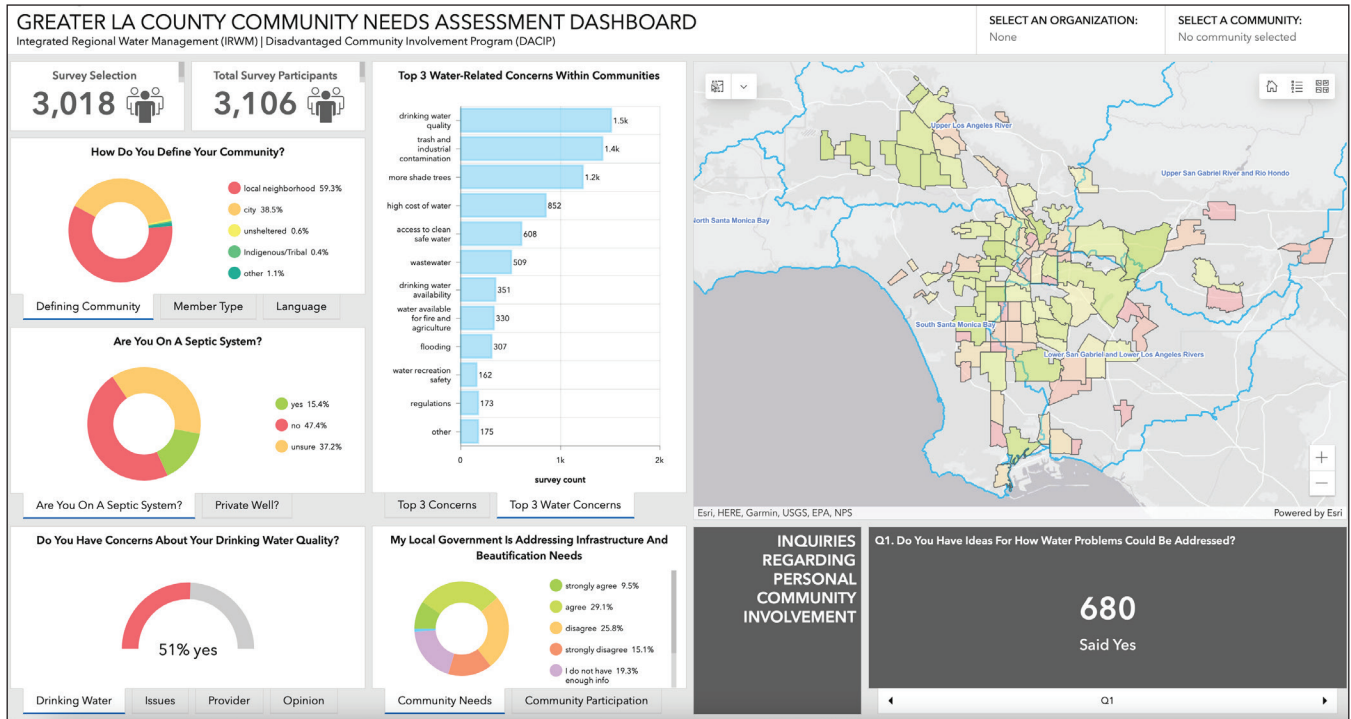 GREATER LA COUNTY COMMUNITY NEEDS ASSESSMENT DASHBOARD
Integrated Regional Water Management (IRWM) | Disadvantaged Community Involvement Program (DACIP)
SELECT AN ORGANIZATION:
None
SELECT A COMMUNITY:
No community selected
Survey Selection
3,018
Total Survey Participants
3,106
How Do You Define Your Community?
local neighborhood 59.3%
city 38.5%
unsheltered 0.6%
Indigenous/Tribal 0.4%
other 1.1%
Defining Community
Member Type
Language
Are You On A Septic System?
yes 15.4%
no 47.4%
unsure 37.2%
Are You On A Septic System?
Private Well?
Do You Have Concerns About Your Drinking Water Quality?
51% yes
Drinking Water
Issues
Provider
Opinion
Top 3 Water-Related Concerns Within Communities
drinking water
quality
1.5k
trash and
industrial
contamination
1.4k
more shade trees
1.2k
high cost of water
852
access to clean
safe water
608
wastewater
509
drinking water
availability
351
water available
for fire and
agriculture
330
flooding
307
water recreation
safety
162
regulations
173
other
175
0
1k
2k
survey count
Top 3 Concerns
Top 3 Water Concerns
My Local Government Is Addressing Infrastructure And
Beautification Needs
strongly agree 9.5%
agree 29.1%
disagree 25.8%
strongly disagree 15.1%
I do not have 19.3%
enough info
Community Needs
Community Participation
Upper Los Angeles River
Upper San Gabriel River and Rio Hondo
North Santa Monica Bay
South Santa Monica Bay
Lower San Gabriel and Lower Los Angeles Rivers
+
−
Esri, HERE, Garmin, USGS, EPA, NPS
Powered by Esri
INQUIRIES
REGARDING
PERSONAL
COMMUNITY
INVOLVEMENT
Q1. Do You Have Ideas For How Water Problems Could Be Addressed?
680
Said Yes
Q1